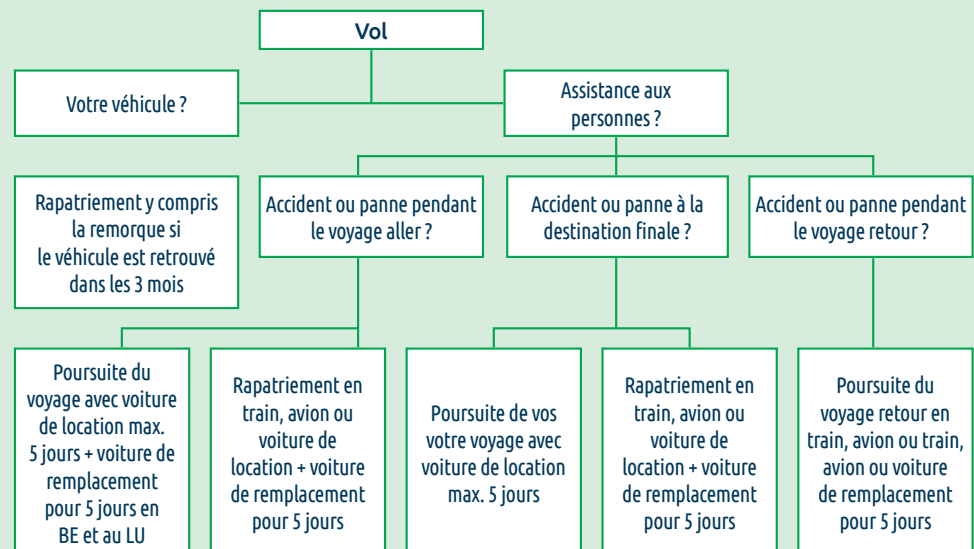 Vol
Votre véhicule ?
Assistance aux
personnes ?
Rapatriement y compris
la remorque si
le véhicule est retrouvé
dans les 3 mois
Accident ou panne pendant
le voyage aller ?
Accident ou panne à la
destination finale ?
Accident ou panne pendant
le voyage retour ?
Poursuite du
voyage avec voiture
de location max.
5 jours + voiture de
remplacement
pour 5 jours en
BE et au LU
Rapatriement en
train, avion ou
voiture de
location + voiture
de remplacement
pour 5 jours
Poursuite de vos
votre voyage avec
voiture de location
max. 5 jours
Rapatriement en
train, avion ou
voiture de
location + voiture
de remplacement
pour 5 jours
Poursuite du
voyage retour en
train, avion ou train,
avion ou voiture
de remplacement
pour 5 jours